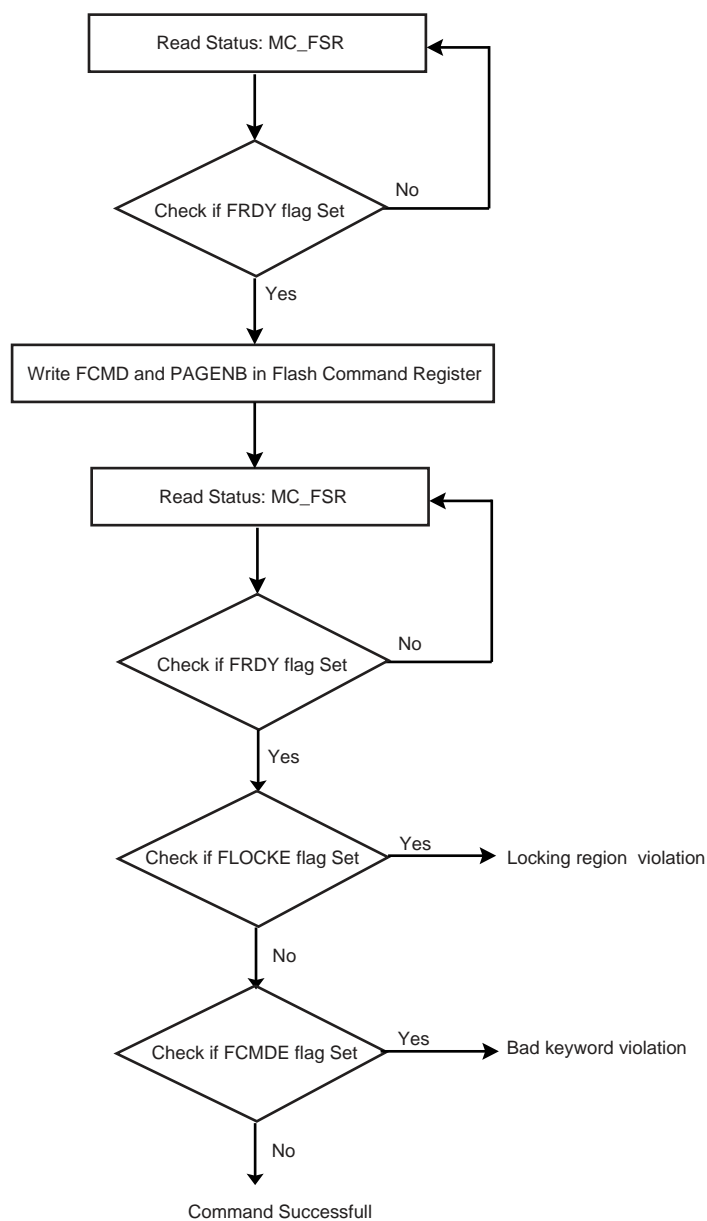 Read Status: MC_FSR
No
Check if FRDY flag Set
Yes
Write FCMD and PAGENB in Flash Command Register
Read Status: MC_FSR
No
Check if FRDY flag Set
Yes
Yes
Check if FLOCKE flag Set
Locking region violation
No
Yes
Check if FCMDE flag Set
Bad keyword violation
No
Command Successfull